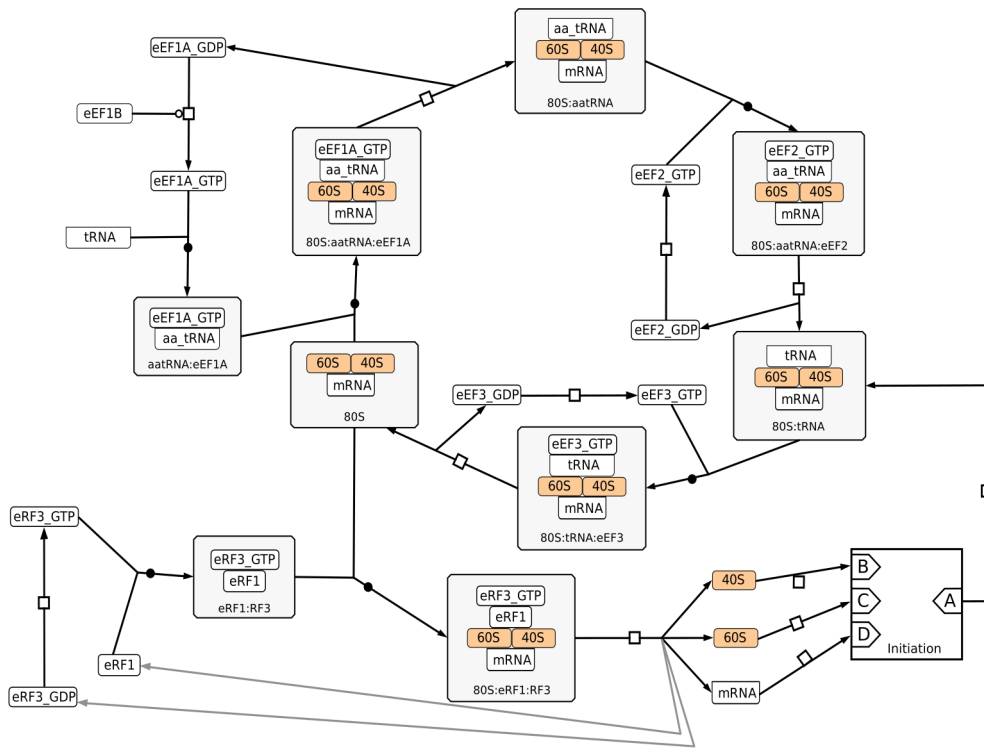 aa_tRNA
60S 40S
mRNA
80S:aatRNA
eEF1A_GDP
eEF1B
eEF1A_GTP
tRNA
eEF1A_GTP
aa_tRNA
aatRNA:eEF1A
eEF1A_GTP
aa_tRNA
60S 40S
mRNA
80S:aatRNA:eEF1A
eEF2_GTP
eEF2_GDP
eEF2_GTP
aa_tRNA
60S 40S
mRNA
80S:aatRNA:eEF2
tRNA
60S 40S
mRNA
80S:tRNA
60S 40S
mRNA
80S
eEF3_GDP
eEF3_GTP
eEF3_GTP
tRNA
60S 40S
mRNA
80S:tRNA:eEF3
eRF3_GTP
eRF1
eRF3_GDP
eRF3_GTP
eRF1
eRF1:RF3
eRF3_GTP
eRF1
60S 40S
mRNA
80S:eRF1:RF3
40S
60S
mRNA
B
C
D
A
Initiation